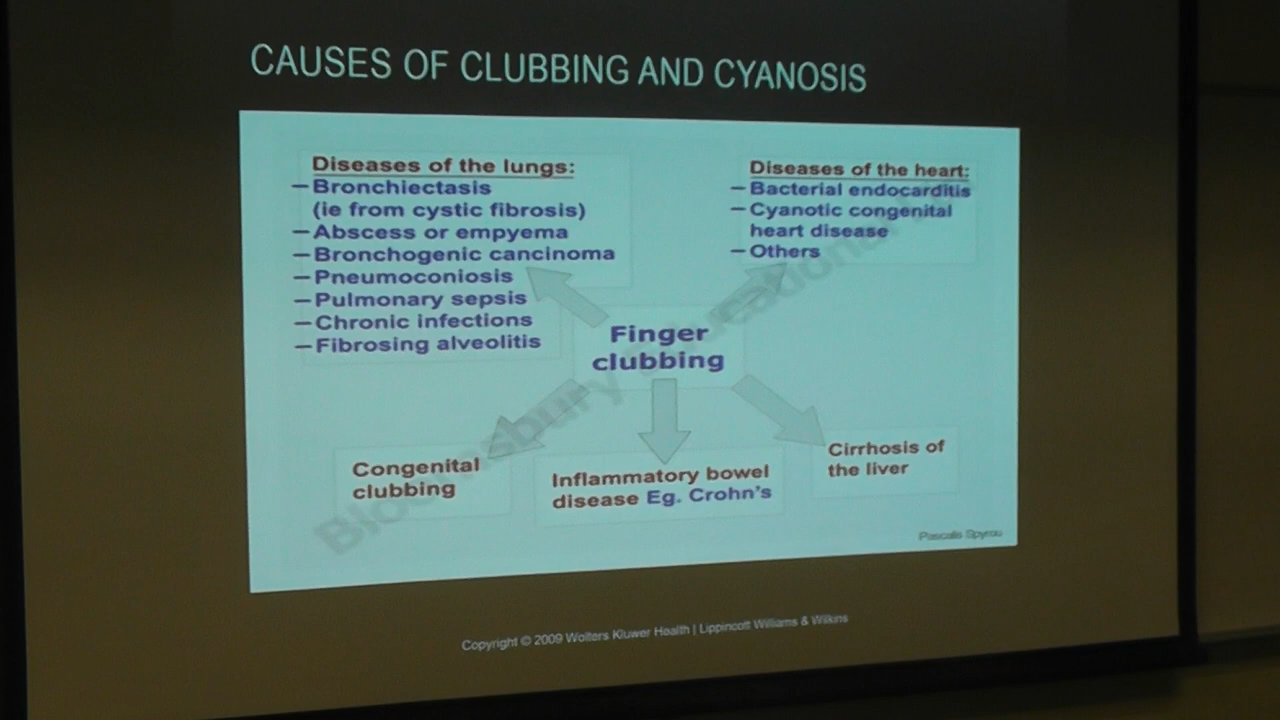 CAUSES OF CLUBBING AND CYANOSIS
Diseases of the lungs:
– Bronchiectasis
(ie from cystic fibrosis)
– Abscess or empyema
– Bronchogenic cancinoma
– Pneumoconiosis
– Pulmonary sepsis
– Chronic infections
– Fibrosing alveolitis
Diseases of the heart:
– Bacterial endocarditis
– Cyanotic congenital
heart disease
– Others
Finger
clubbing
Congenital
clubbing
Inflammatory bowel
disease Eg. Crohn's
Cirrhosis of
the liver
Bloomsbury Educational
Pascalis Spyrou
Copyright © 2009 Wolters Kluwer Health | Lippincott Williams & Wilkins